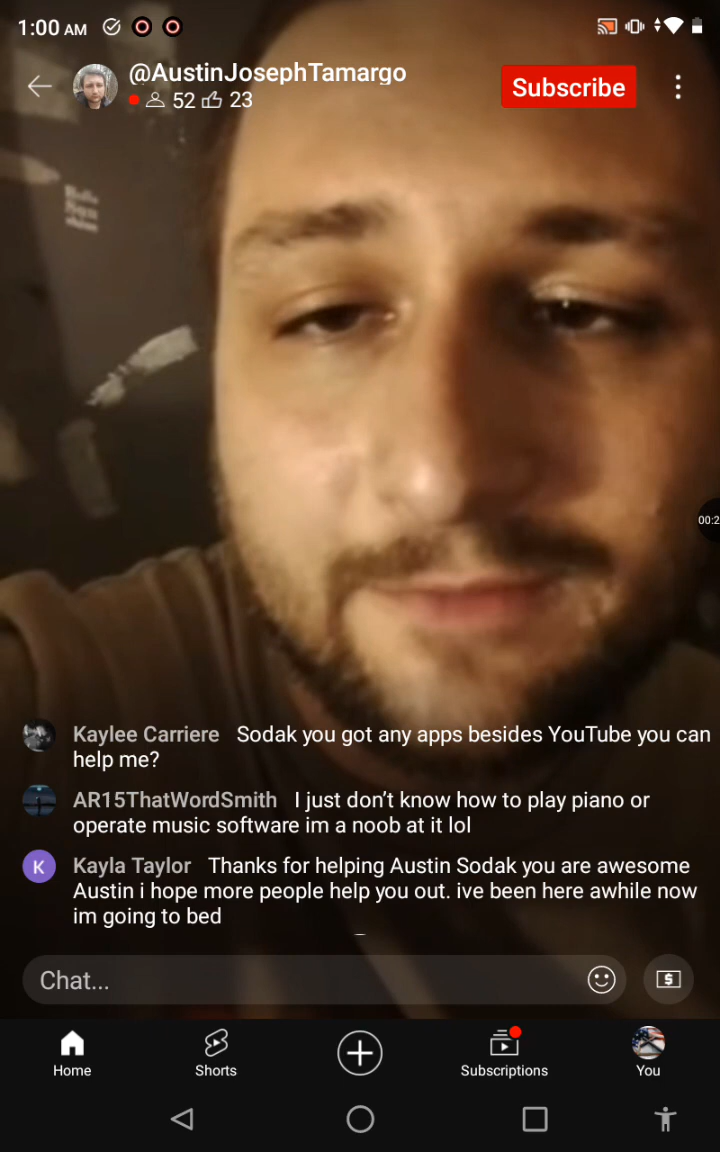 1:00 AM
@AustinJosephTamargo
52 23
Subscribe
00:2
Kaylee Carriere Sodak you got any apps besides YouTube you can
help me?
AR15ThatWordSmith I just don’t know how to play piano or
operate music software im a noob at it lol
K
Kayla Taylor Thanks for helping Austin Sodak you are awesome
Austin i hope more people help you out. ive been here awhile now
im going to bed
Chat...
$
Home
Shorts
Subscriptions
You